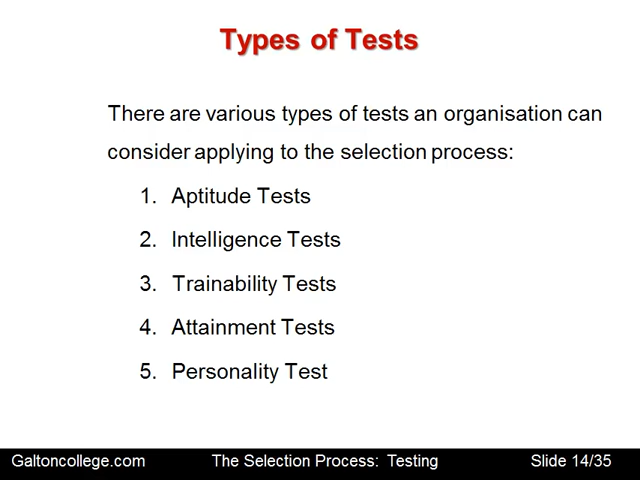 Types of Tests
There are various types of tests an organisation can
consider applying to the selection process:
1. Aptitude Tests
2. Intelligence Tests
3. Trainability Tests
4. Attainment Tests
5. Personality Test
Galtoncollege.com The Selection Process: Testing Slide 14/35